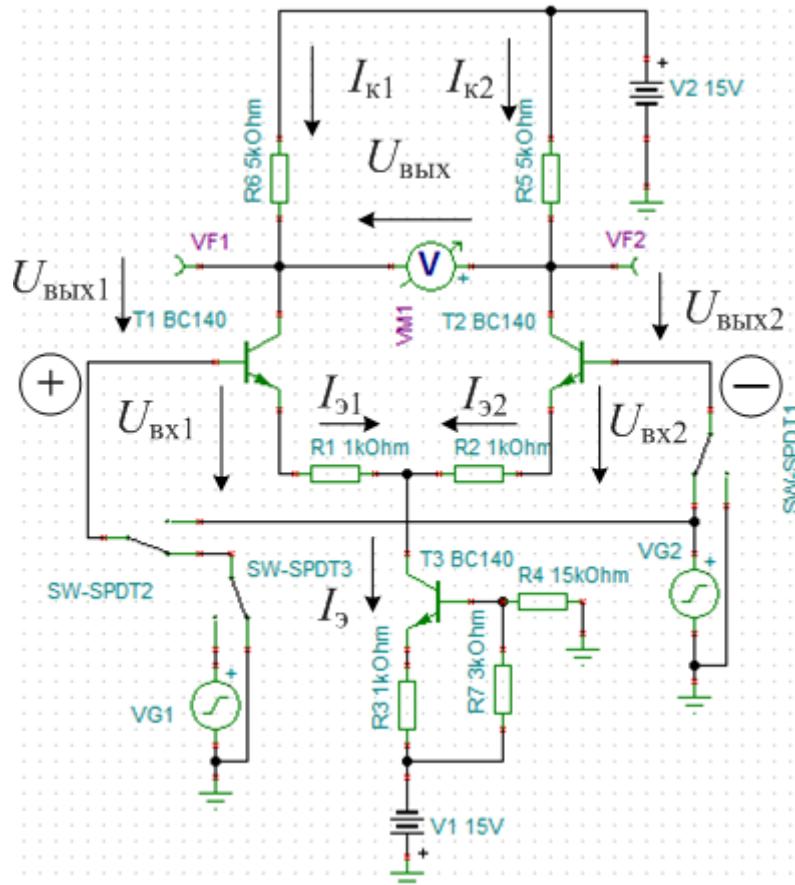 Iк1
Iк2
+
V2 15V
R6 5kOhm
Uвых
R5 5kOhm
VF1
V
+
VF2
VM1
Uвых1
T1 BC140
T2 BC140
Uвых2
+
−
Uвх1
Iэ1
Iэ2
Uвх2
R1 1kOhm
R2 1kOhm
SW-SPDT1
VG2
+
T3 BC140
R4 15kOhm
SW-SPDT2
SW-SPDT3
Iэ
R3 1kOhm
R7 3kOhm
+
VG1
V1 15V
+